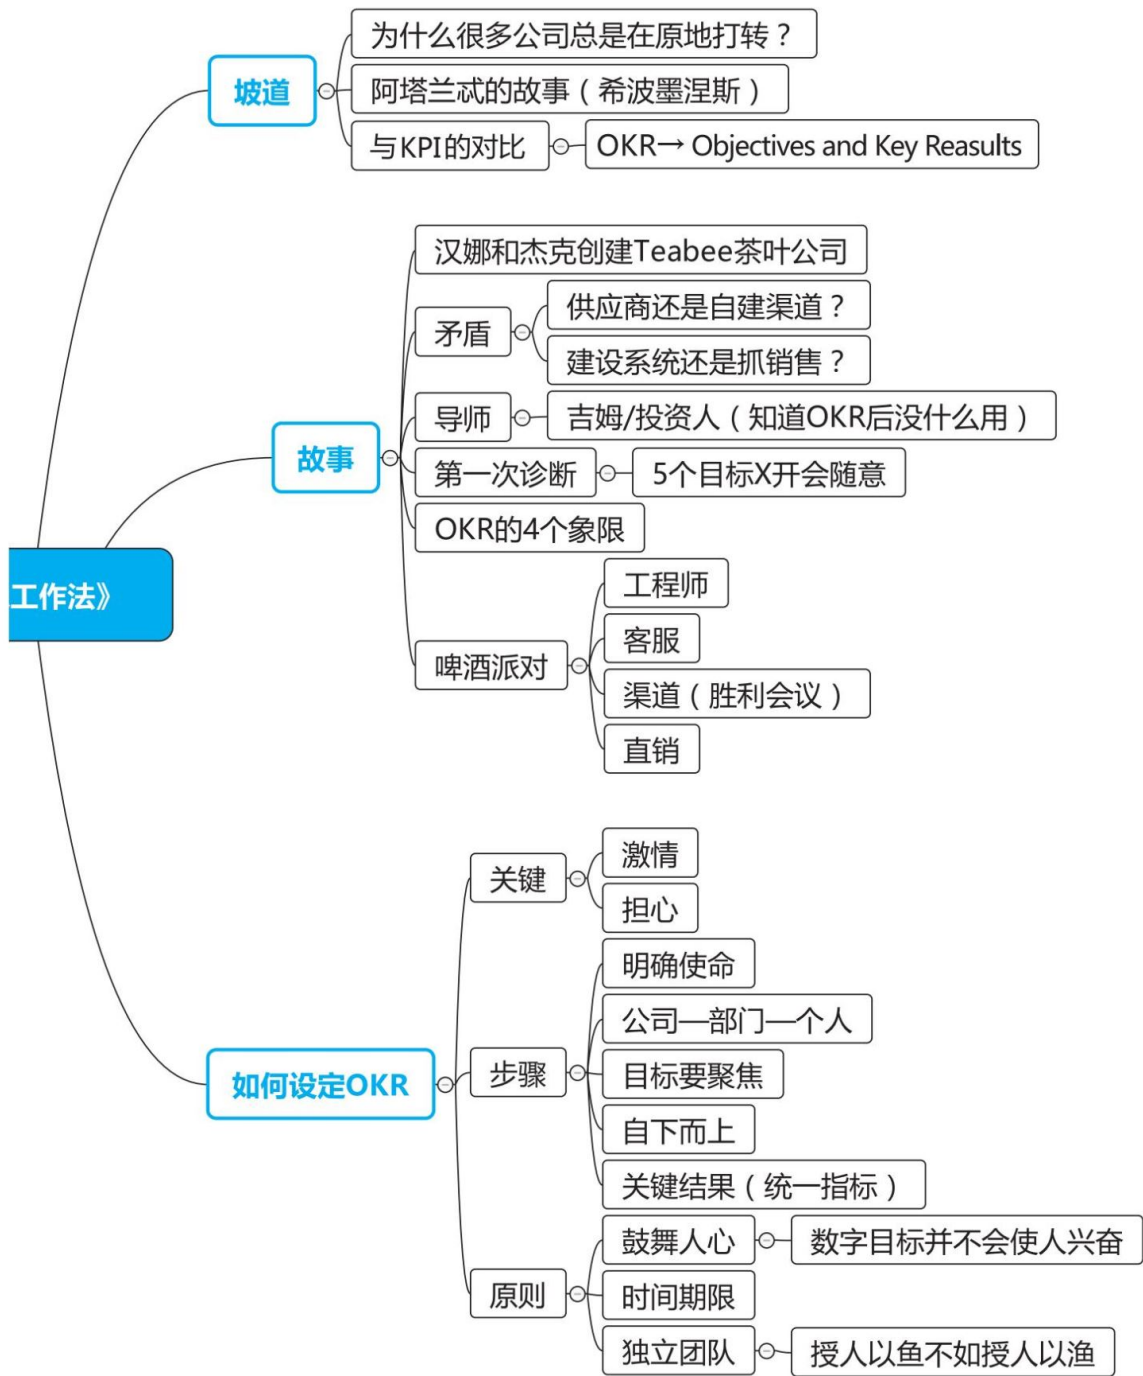 为什么很多公司总是在原地打转？
坡道
阿塔兰忒的故事（希波墨涅斯）
与KPI的对比
OKR→ Objectives and Key Reasults
汉娜和杰克创建Teabee茶叶公司
矛盾
供应商还是自建渠道？
建设系统还是抓销售？
导师
吉姆/投资人（知道OKR后没什么用）
故事
第一次诊断
5个目标X开会随意
OKR的4个象限
工作法》
啤酒派对
工程师
客服
渠道（胜利会议）
直销
关键
激情
担心
如何设定OKR
步骤
明确使命
公司—部门—个人
目标要聚焦
自下而上
关键结果（统一指标）
原则
鼓舞人心
数字目标并不会使人兴奋
时间期限
独立团队
授人以鱼不如授人以渔